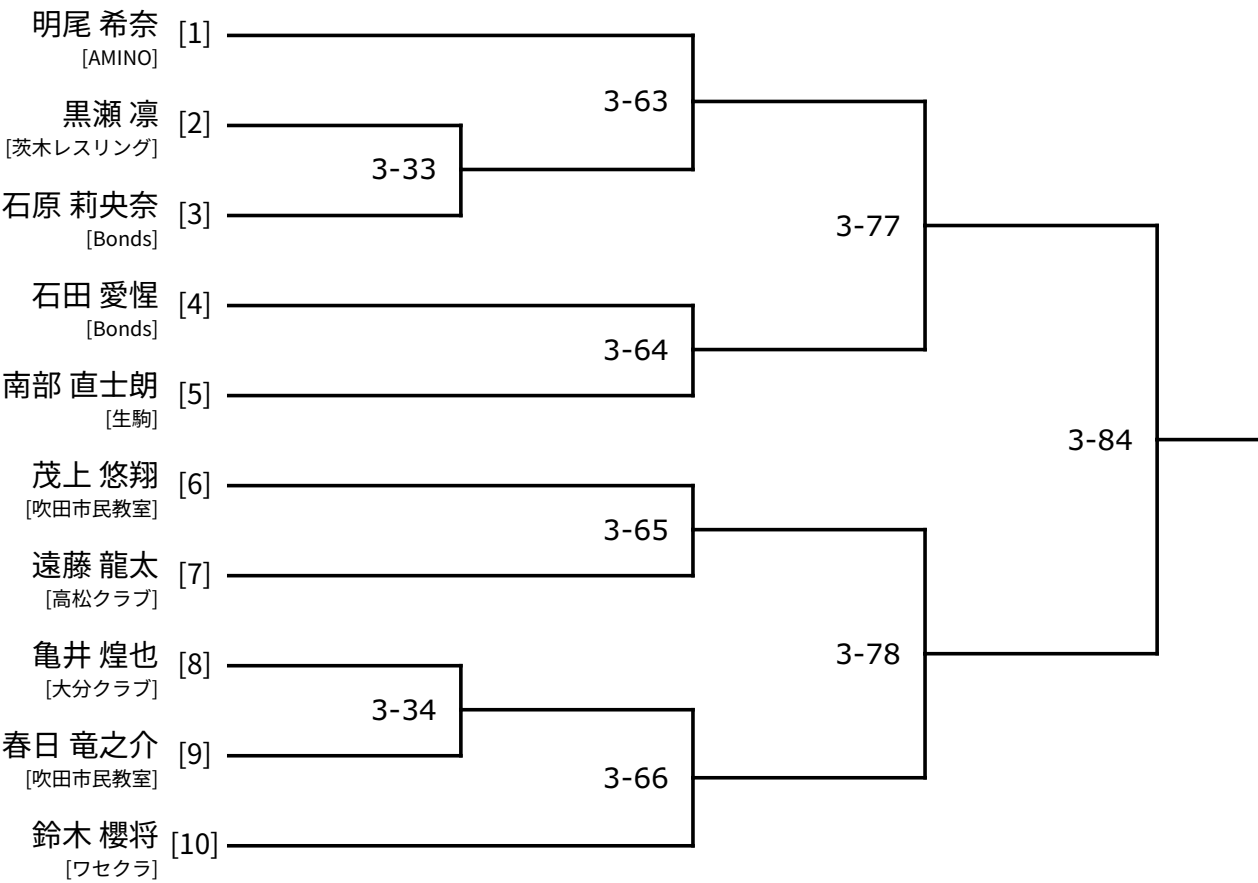 明尾 希奈 [1]
[AMINO]
3-63
黒瀬 凛 [2]
[茨木レスリング]
3-33
石原 莉央奈 [3]
[Bonds]
3-77
石田 愛惺 [4]
[Bonds]
3-64
南部 直士朗 [5]
[生駒]
3-84
茂上 悠翔 [6]
[吹田市民教室]
3-65
遠藤 龍太 [7]
[高松クラブ]
亀井 煌也 [8]
[大分クラブ]
3-78
3-34
春日 竜之介 [9]
[吹田市民教室]
3-66
鈴木 櫻将 [10]
[ワセクラ]